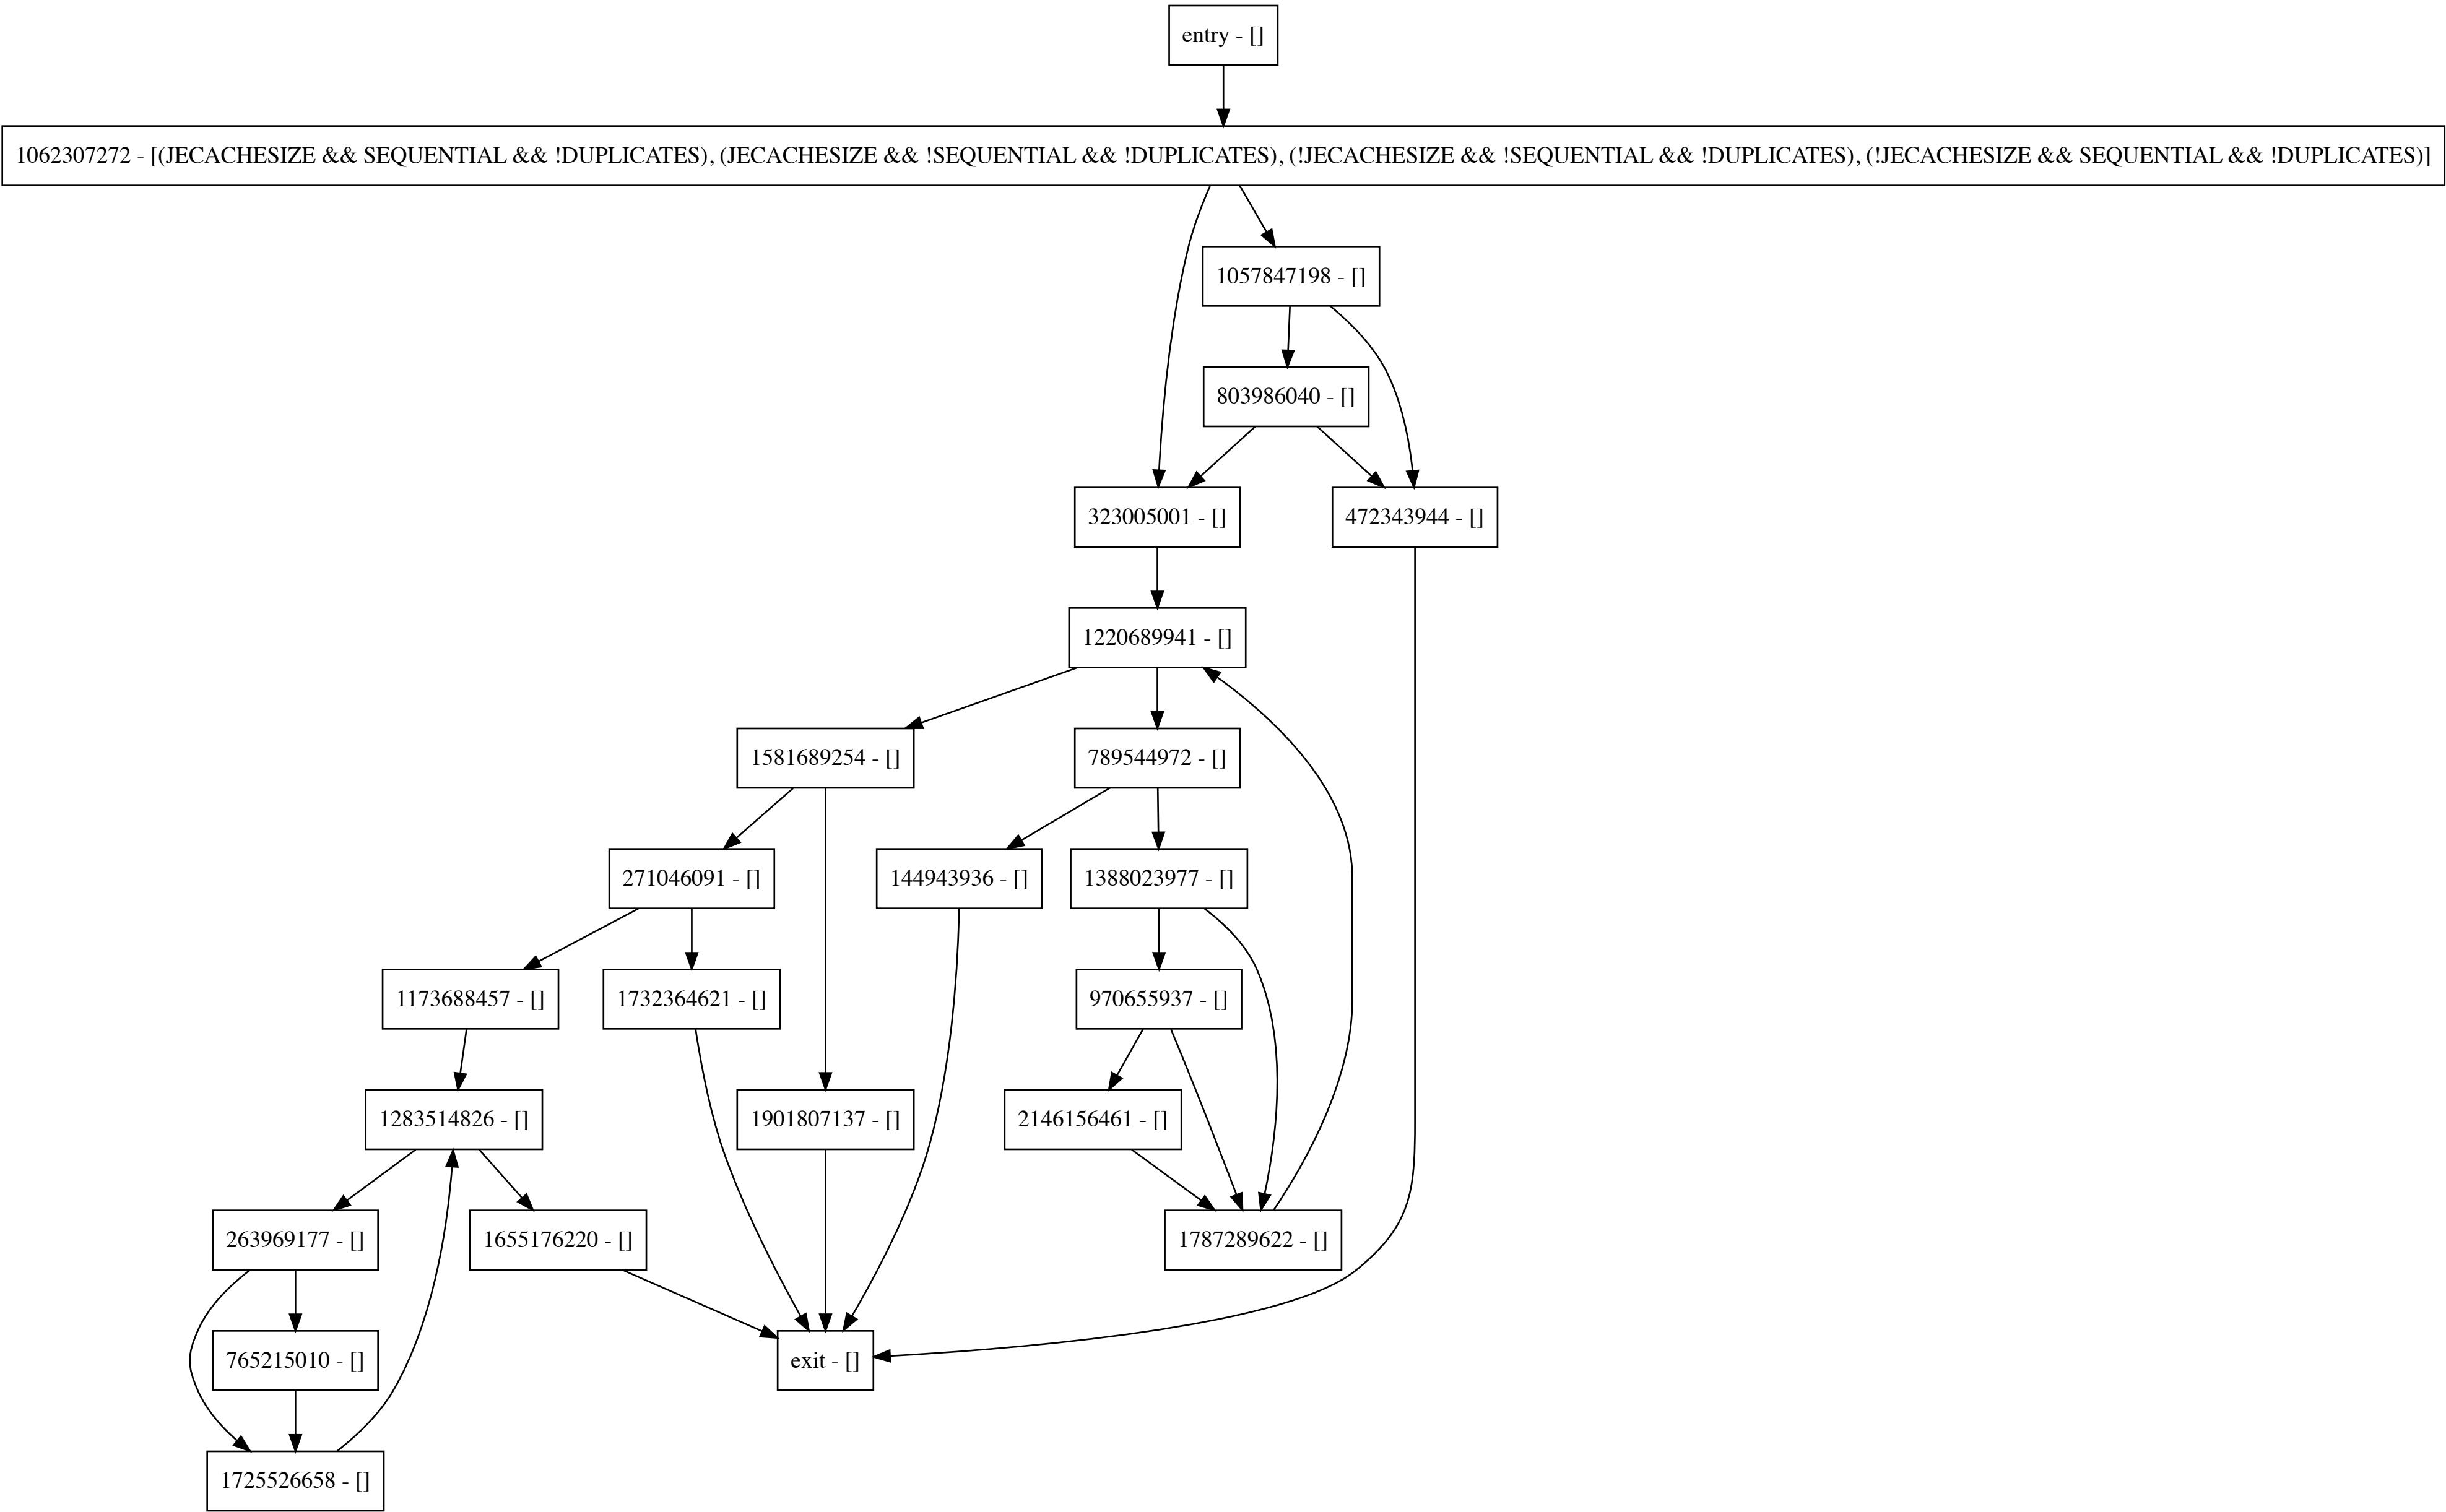 entry - []
1062307272 - [(JECACHESIZE && SEQUENTIAL && !DUPLICATES), (JECACHESIZE && !SEQUENTIAL && !DUPLICATES), (!JECACHESIZE && !SEQUENTIAL && !DUPLICATES), (!JECACHESIZE && SEQUENTIAL && !DUPLICATES)]
1057847198 - []
803986040 - []
323005001 - []
472343944 - []
1220689941 - []
1581689254 - []
789544972 - []
271046091 - []
144943936 - []
1388023977 - []
1173688457 - []
1732364621 - []
970655937 - []
1283514826 - []
1901807137 - []
2146156461 - []
263969177 - []
1655176220 - []
1787289622 - []
765215010 - []
exit - []
1725526658 - []